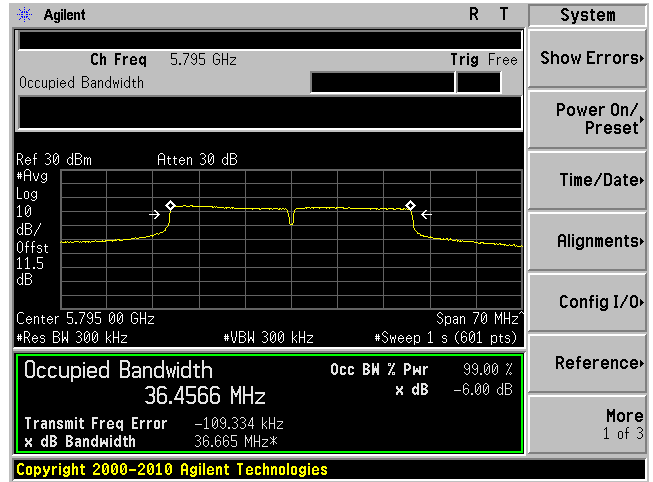 Agilent R T System
Ch Freq 5.795 GHz Trig Free
Occupied Bandwidth
Show Errors
Power On/
Preset
Time/Date
Alignments
Config I/O
Reference
More
1 of 3
Ref 30 dBm Atten 30 dB
#Avg
Log
10
dB/
Offst
11.5
dB
Center 5.795 00 GHz Span 70 MHz^
#Res BW 300 kHz #VBW 300 kHz #Sweep 1 s (601 pts)
Occupied Bandwidth Occ BW % Pwr 99.00 %
36.4566 MHz x dB -6.00 dB
Transmit Freq Error -109.334 kHz
x dB Bandwidth 36.665 MHz*
Copyright 2000-2010 Agilent Technologies